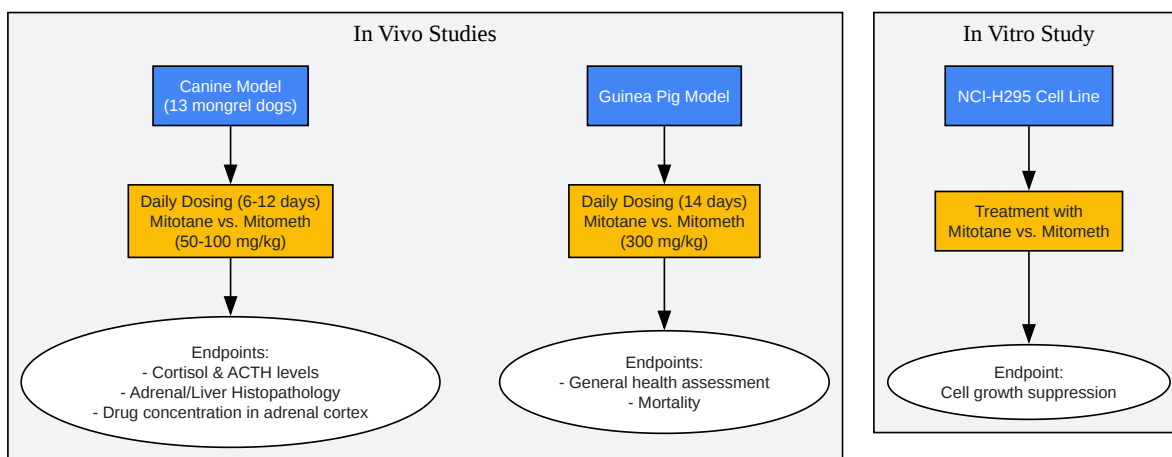 In Vivo Studies
Canine Model
(13 mongrel dogs)
Daily Dosing (6-12 days)
Mitotane vs. Mitometh
(50-100 mg/kg)
Endpoints:
- Cortisol & ACTH levels
- Adrenal/Liver Histopathology
- Drug concentration in adrenal cortex
Guinea Pig Model
Daily Dosing (14 days)
Mitotane vs. Mitometh
(300 mg/kg)
Endpoints:
- General health assessment
- Mortality
In Vitro Study
NCI-H295 Cell Line
Treatment with
Mitotane vs. Mitometh
Endpoint:
Cell growth suppression